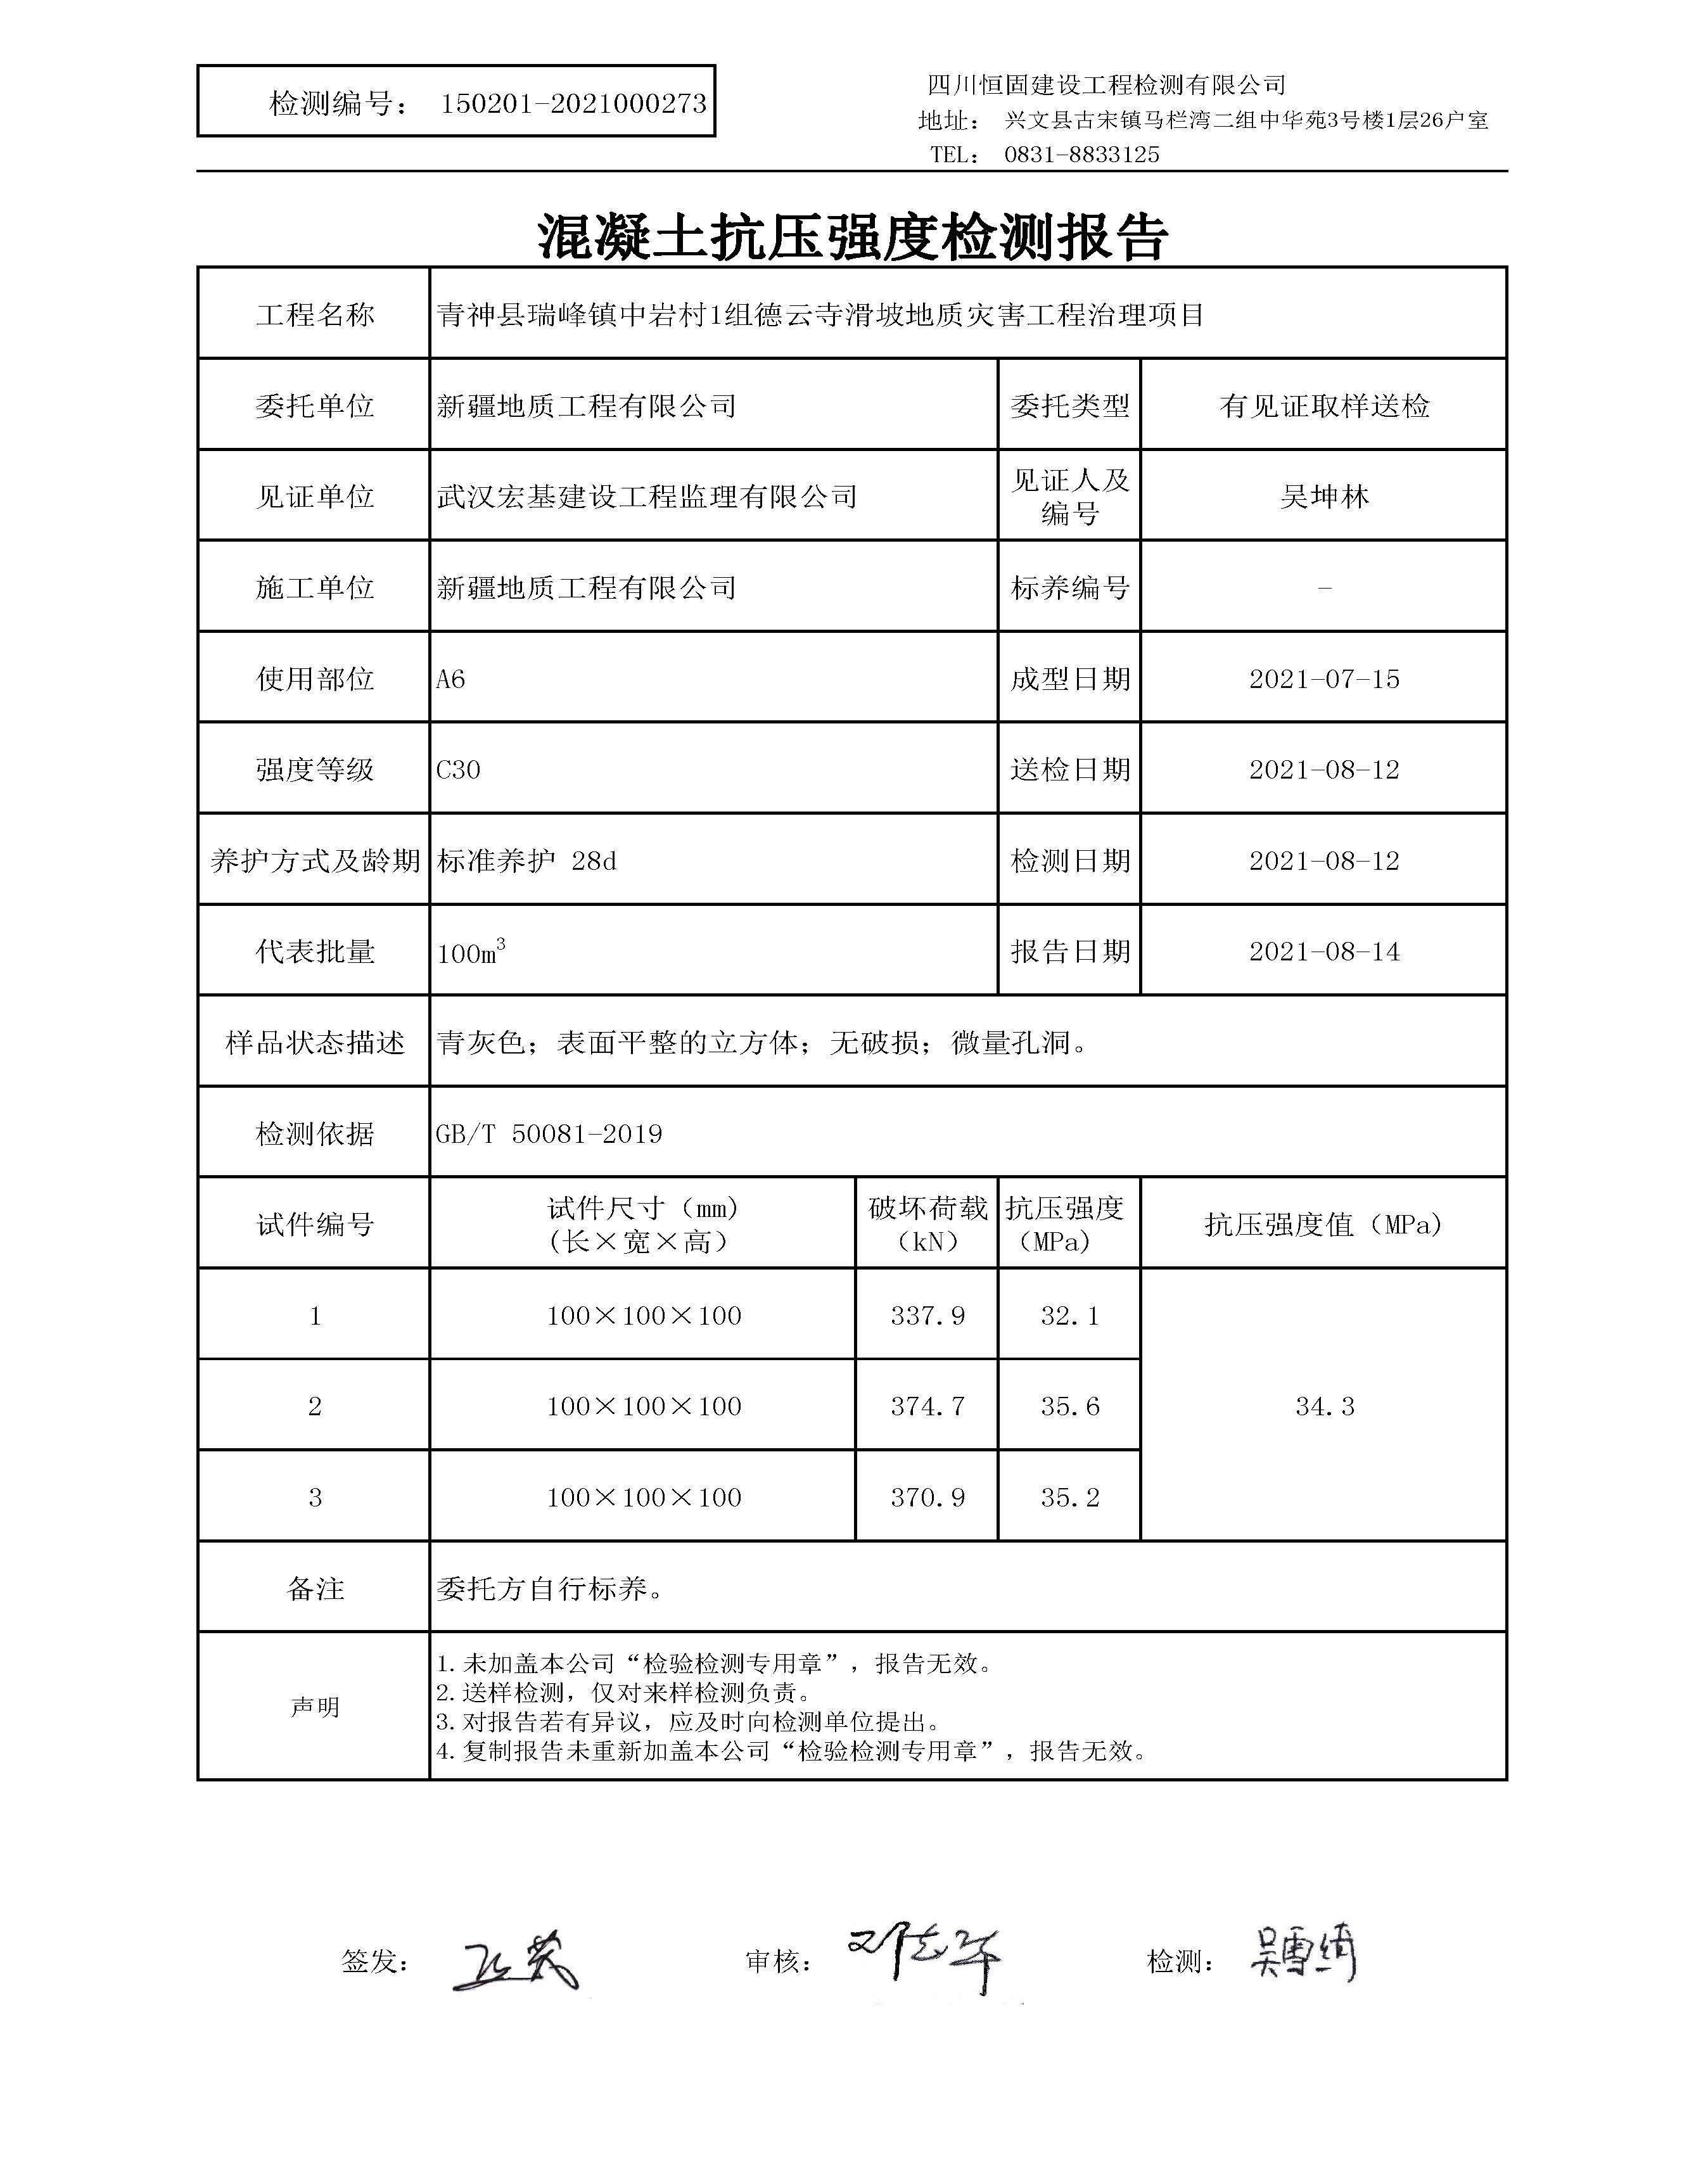 检测编号： 150201-2021000273
四川恒固建设工程检测有限公司
地址： 兴文县古宋镇马栏湾二组中华苑3号楼1层26户室
TEL： 0831-8833125
混凝土抗压强度检测报告
工程名称 青神县瑞峰镇中岩村1组德云寺滑坡地质灾害工程治理项目
委托单位 新疆地质工程有限公司 委托类型 有见证取样送检
见证单位 武汉宏基建设工程监理有限公司 见证人及
编号 吴坤林
施工单位 新疆地质工程有限公司 标养编号 -
使用部位 A6 成型日期 2021-07-15
强度等级 C30 送检日期 2021-08-12
养护方式及龄期 标准养护 28d 检测日期 2021-08-12
代表批量 100m³ 报告日期 2021-08-14
样品状态描述 青灰色；表面平整的立方体；无破损；微量孔洞。
检测依据 GB/T 50081-2019
试件编号 试件尺寸（mm） 破坏荷载 抗压强度 抗压强度值（MPa）
(长×宽×高） （kN） （MPa)
1 100×100×100 337.9 32.1
2 100×100×100 374.7 35.6 34.3
3 100×100×100 370.9 35.2
备注 委托方自行标养。
声明
1.未加盖本公司“检验检测专用章”，报告无效。
2.送样检测，仅对来样检测负责。
3.对报告若有异议，应及时向检测单位提出。
4.复制报告未重新加盖本公司“检验检测专用章”，报告无效。
签发： 审核： 检测： 吴雪绮